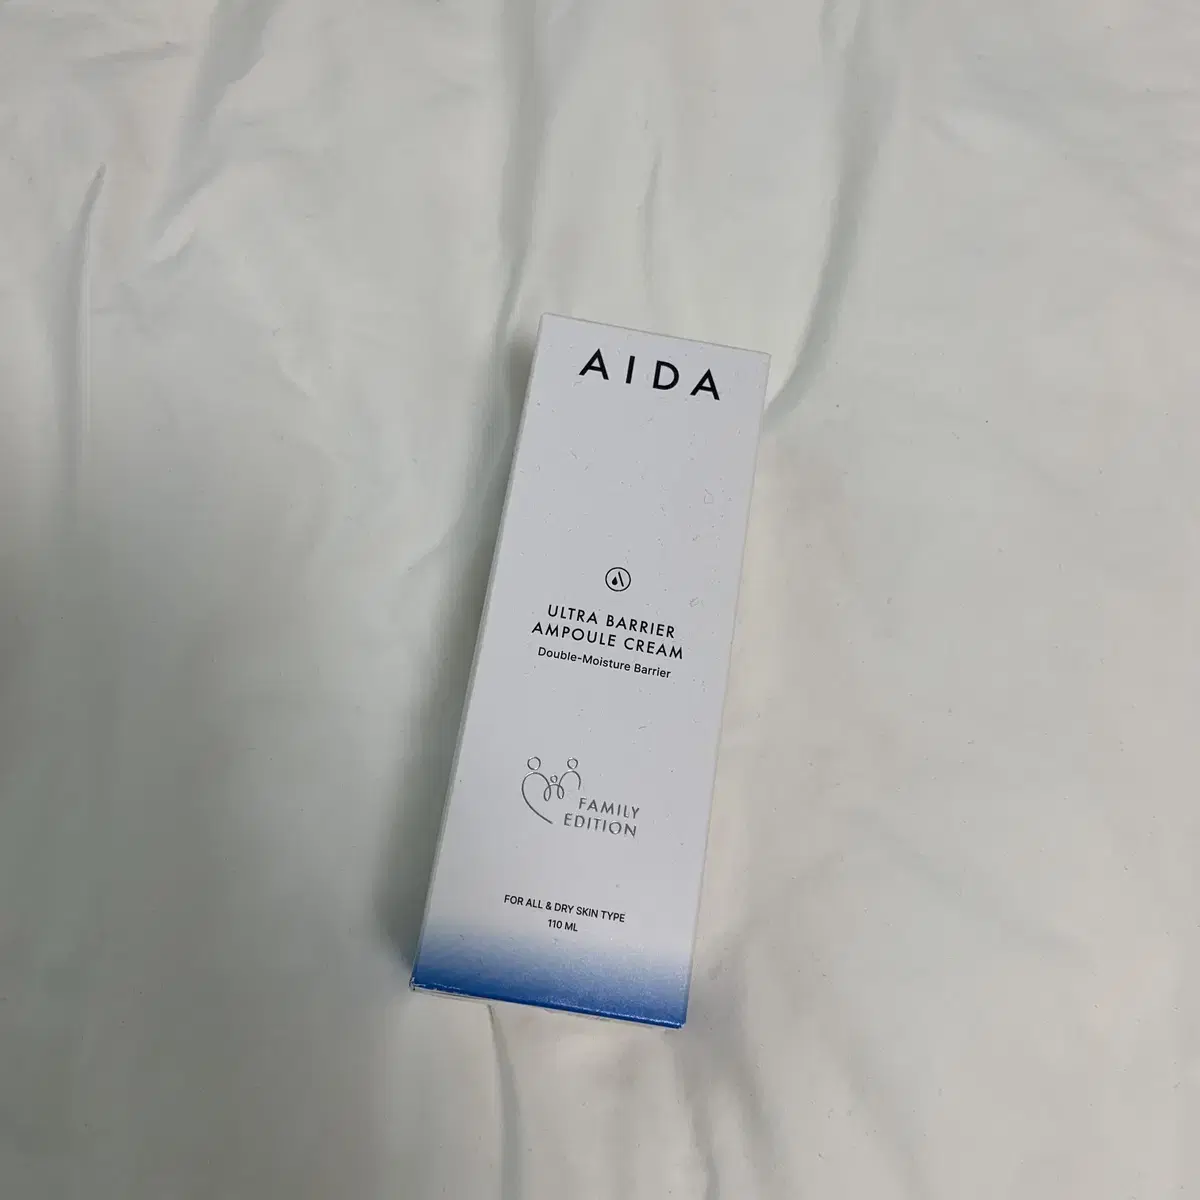 AIDA
ULTRA BARRIER
AMPOULE CREAM
Double-Moisture Barrier
FAMILY
EDITION
FOR ALL & DRY SKIN TYPE
110 ML